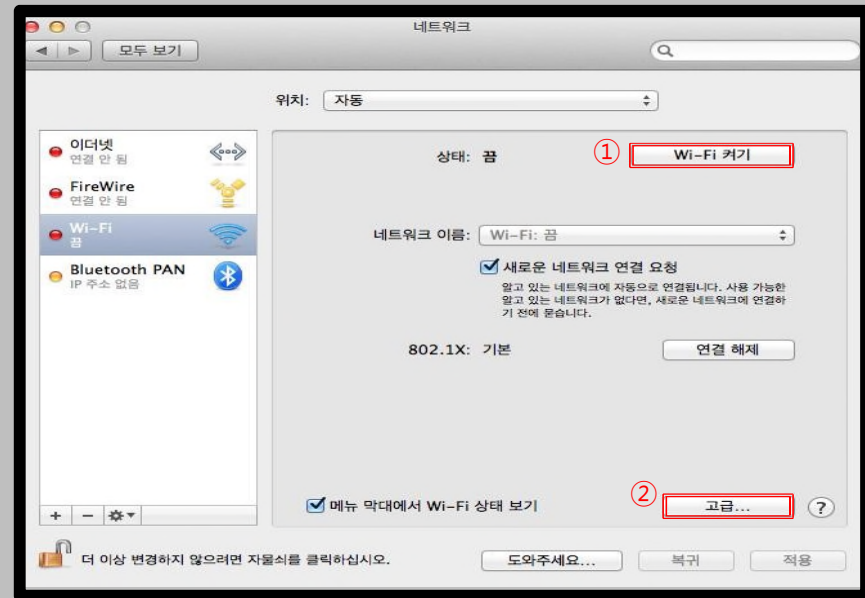 네트워크
모두 보기
위치: 자동
이더넷
연결 안 됨
FireWire
연결 안 됨
Wi-Fi
끔
Bluetooth PAN
IP 주소 없음
상태: 끔
① Wi-Fi 켜기
네트워크 이름: Wi-Fi: 끔
새로운 네트워크 연결 요청
알고 있는 네트워크에 자동으로 연결됩니다. 사용 가능한
알고 있는 네트워크가 없다면, 새로운 네트워크에 연결하
기 전에 묻습니다.
802.1X: 기본 연결 해제
메뉴 막대에서 Wi-Fi 상태 보기
② 고급... ?
+ −
더 이상 변경하지 않으려면 자물쇠를 클릭하십시오.
도와주세요... 복귀 적용